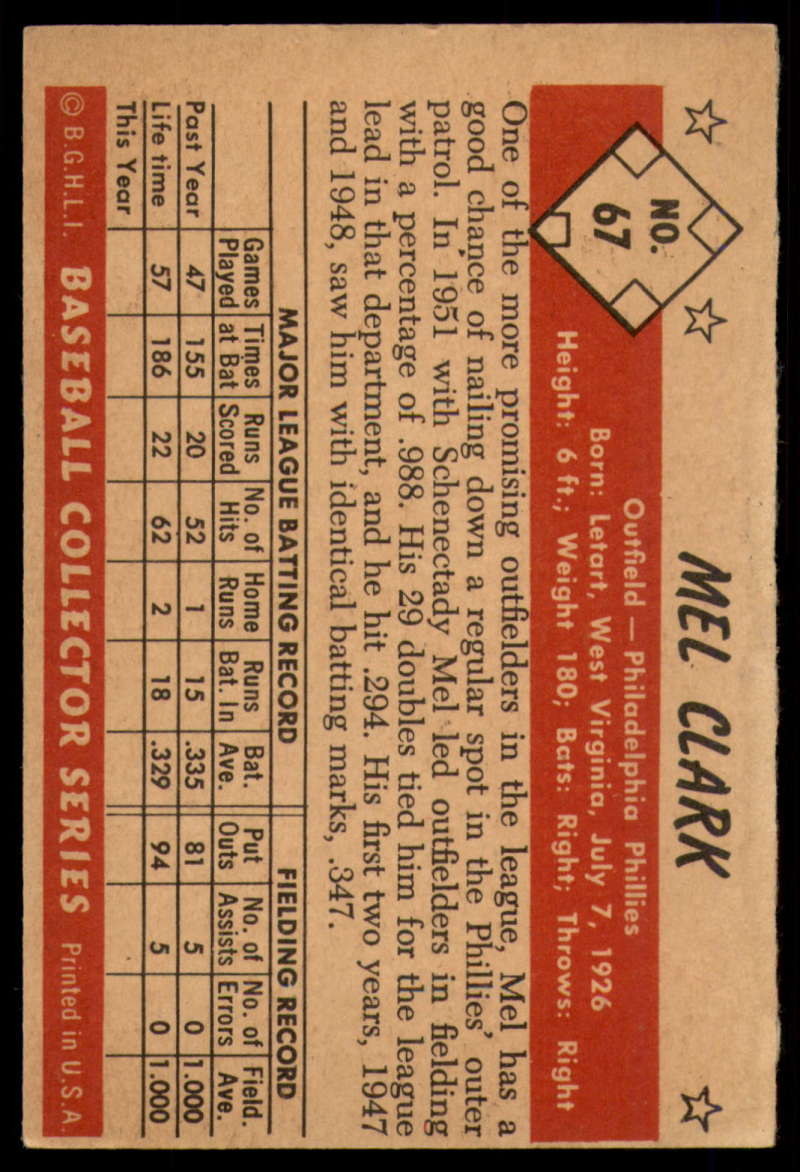 MEL CLARK
NO.
67
Outfield — Philadelphia Phillies
Born: Letart, West Virginia, July 7, 1926
Height: 6 ft.; Weight 180; Bats: Right; Throws: Right
One of the more promising outfielders in the league, Mel has a
good chance of nailing down a regular spot in the Phillies' outer
patrol. In 1951 with Schenectady Mel led outfielders in fielding
with a percentage of .988. His 29 doubles tied him for the league
lead in that department, and he hit .294. His first two years, 1947
and 1948, saw him with identical batting marks, .347.
MAJOR LEAGUE BATTING RECORD FIELDING RECORD
Games Times Runs No. of Home Runs Bat. Put No. of No. of Field.
Played at Bat Scored Hits Runs Bat. In Ave. Outs Assists Errors Ave.
Past Year 47 155 20 52 1 15 .335 81 5 0 1.000
Life time 57 186 22 62 2 18 .329 94 5 0 1.000
This Year
© B.G.H.L.I. BASEBALL COLLECTOR SERIES Printed in U.S.A.